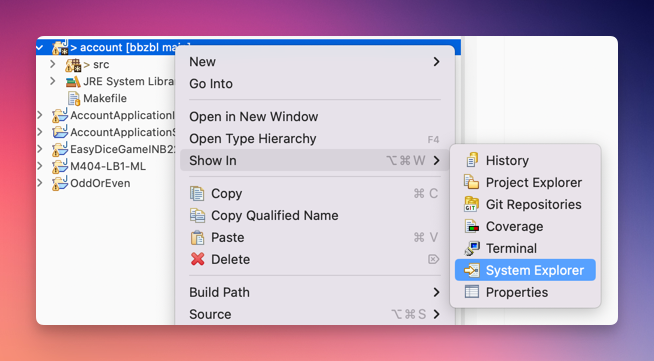 > account [bbzbl mai
> src
JRE System Libra
Makefile
AccountApplication
AccountApplication
EasyDiceGameINB2
M404-LB1-ML
OddOrEven
New
Go Into
Open in New Window
Open Type Hierarchy F4
Show In ⌥⌘W
Copy ⌘C
Copy Qualified Name
Paste ⌘V
Delete ⌦
Build Path
Source ⌥⌘S
History
Project Explorer
Git Repositories
Coverage
Terminal
System Explorer
Properties